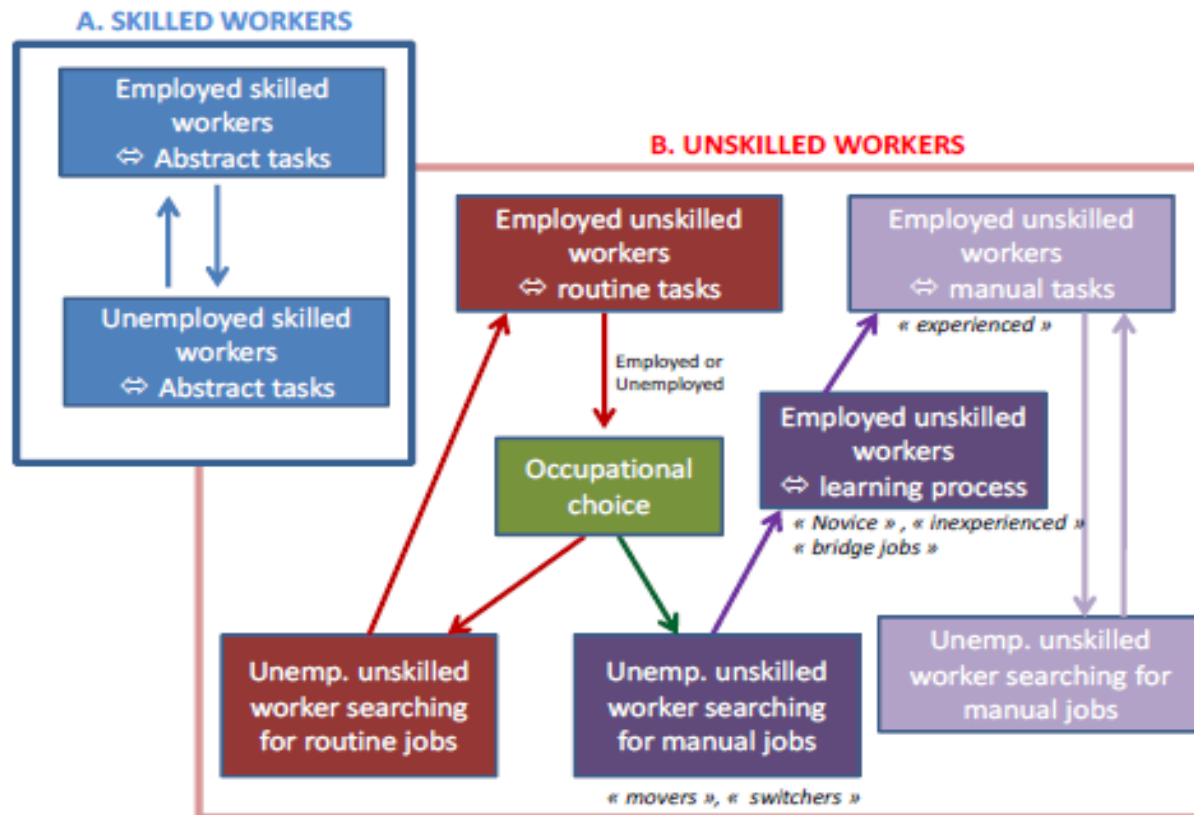 A. SKILLED WORKERS
Employed skilled
workers
⇔ Abstract tasks
Unemployed skilled
workers
⇔ Abstract tasks
B. UNSKILLED WORKERS
Employed unskilled
workers
⇔ routine tasks
Employed or
Unemployed
Occupational
choice
Unemp. unskilled
worker searching
for routine jobs
Unemp. unskilled
worker searching
for manual jobs
« movers », « switchers »
Employed unskilled
workers
⇔ learning process
« Novice » , « inexperienced »
« bridge jobs »
Employed unskilled
workers
⇔ manual tasks
« experienced »
Unemp. unskilled
worker searching for
manual jobs